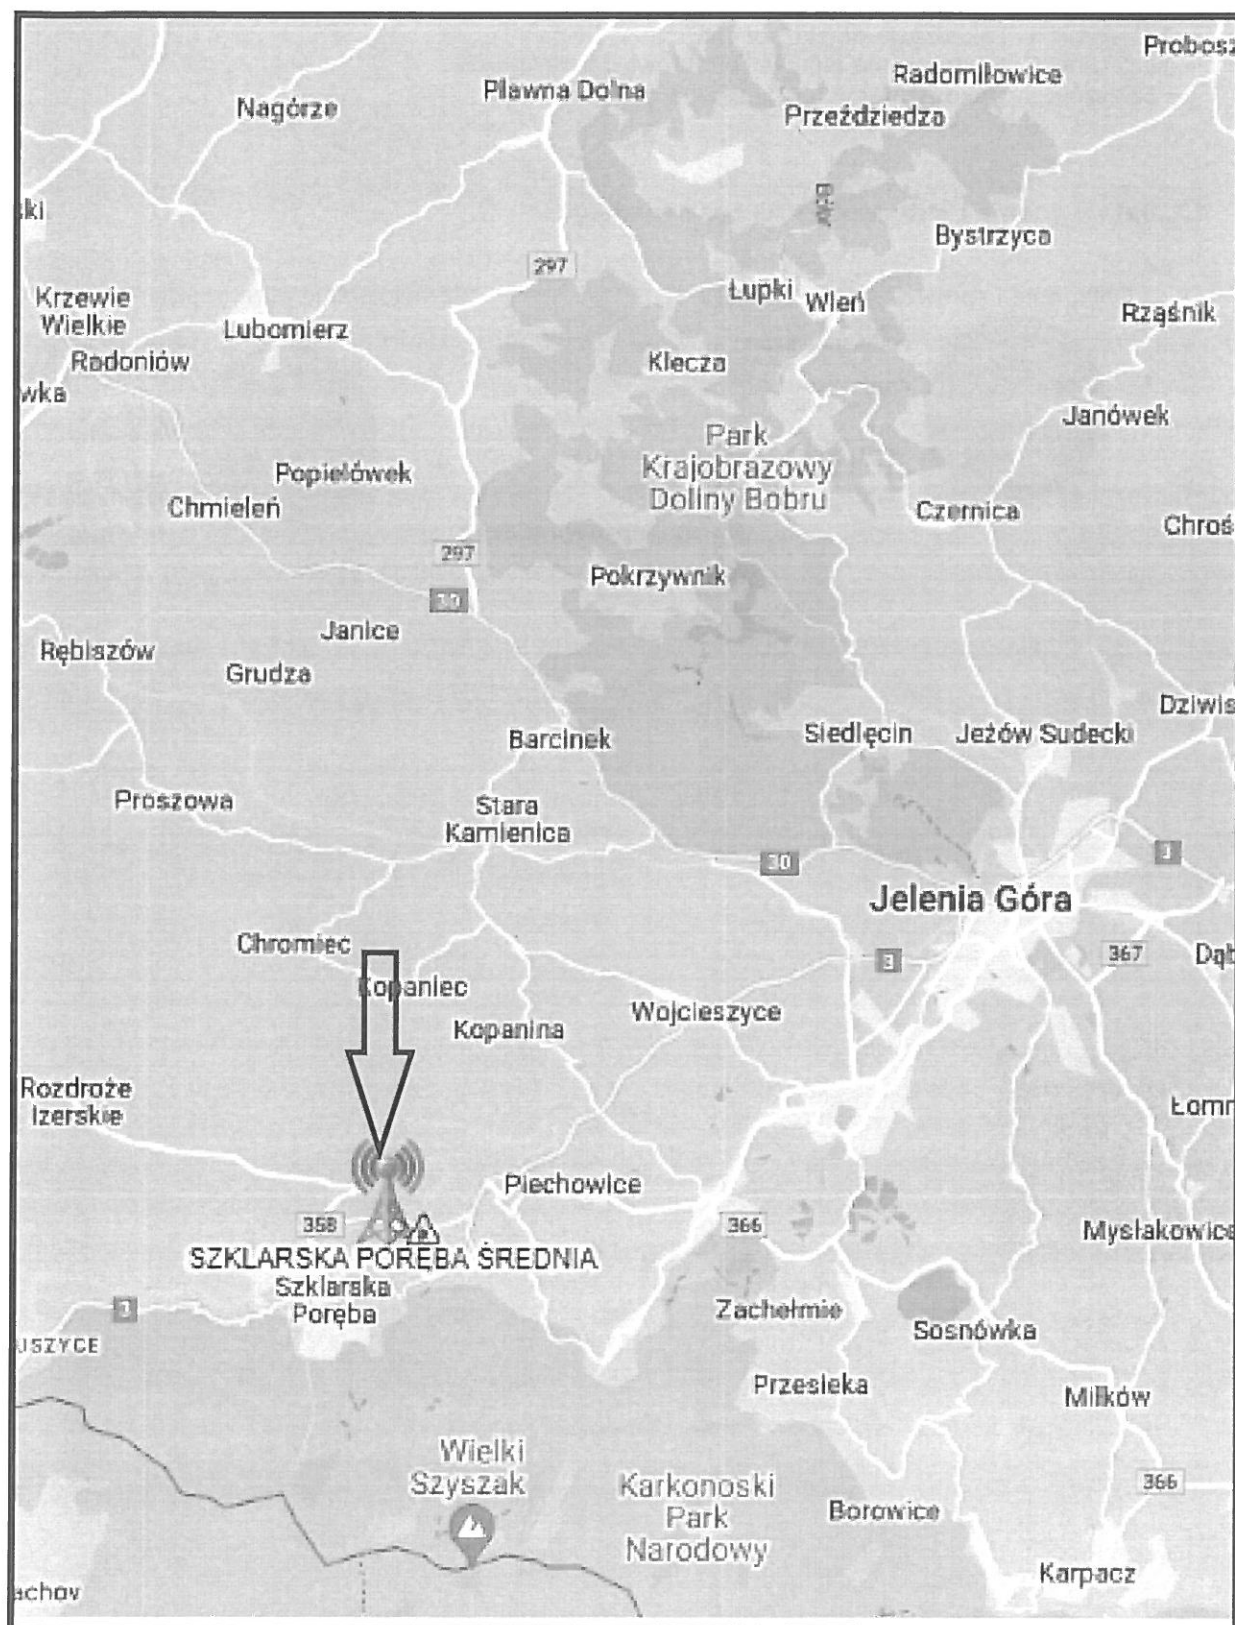 Radomiłowice
Pławna Dolna
Nagórze
Przeździedza
Bystrzyca
297
Łupki
Wleń
Krzewie
Wielkie
Rząśnik
Lubomierz
Radoniów
Klecza
wka
Janówek
Park
Krajobrazowy
Doliny Bobru
Popielówek
Chmieleń
Czernica
Chroś
297
Pokrzywnik
30
Janice
Rębiszów
Grudza
Dziwis
Barcinek
Siedlęcin
Jeżów Sudecki
Proszowa
Stara
Kamienica
30
3
Jelenia Góra
Chromiec
3
367
Dąb
Kopaniec
Wojcieszyce
Kopanina
Rozdroże
Izerskie
Łomn
Piechowice
358
366
Mysłakowice
SZKLARSKA PORĘBA ŚREDNIA
Szklarska
Poręba
3
Zachełmie
Sosnówka
USZYCE
Przesieka
Miłków
Wielki
Szyszak
Karkonoski
Park
Narodowy
366
Borowice
Karpacz
achov